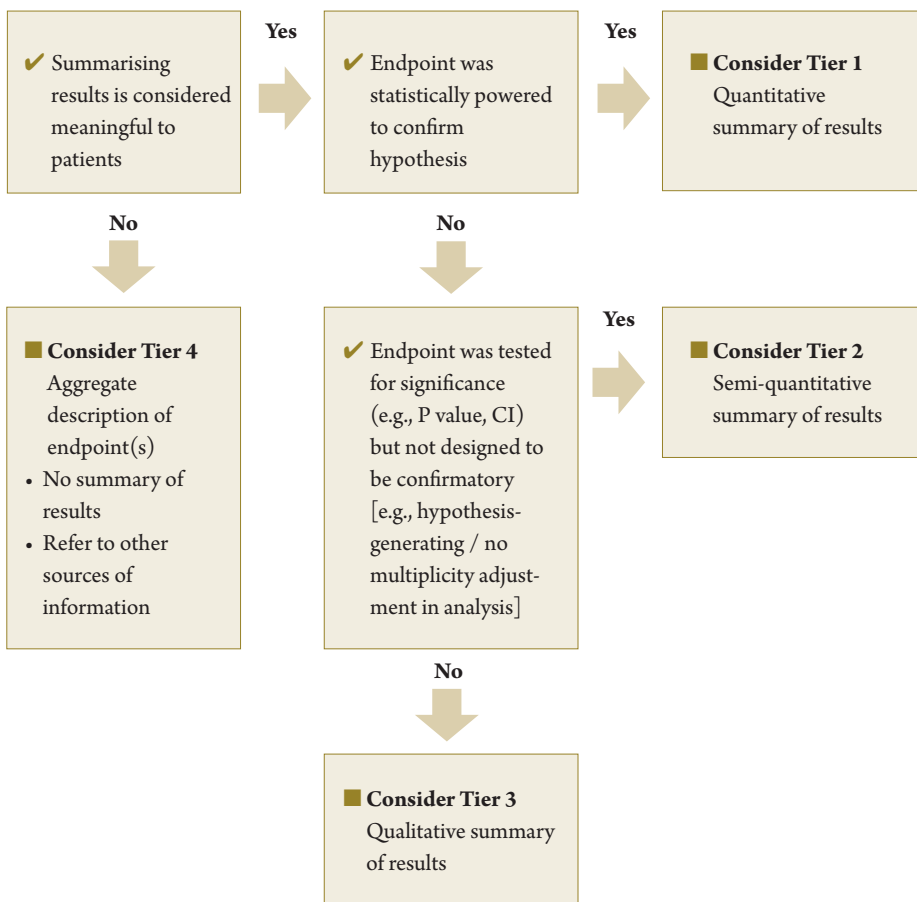 ✔ Summarising
results is considered
meaningful to
patients
Yes
✔ Endpoint was
statistically powered
to confirm
hypothesis
Yes
■ Consider Tier 1
Quantitative
summary of results
No
No
■ Consider Tier 4
Aggregate
description of
endpoint(s)
• No summary of
results
• Refer to other
sources of
information
✔ Endpoint was tested
for significance
(e.g., P value, CI)
but not designed to
be confirmatory
[e.g., hypothesis-
generating / no
multiplicity adjust-
ment in analysis]
Yes
■ Consider Tier 2
Semi-quantitative
summary of results
No
■ Consider Tier 3
Qualitative summary
of results